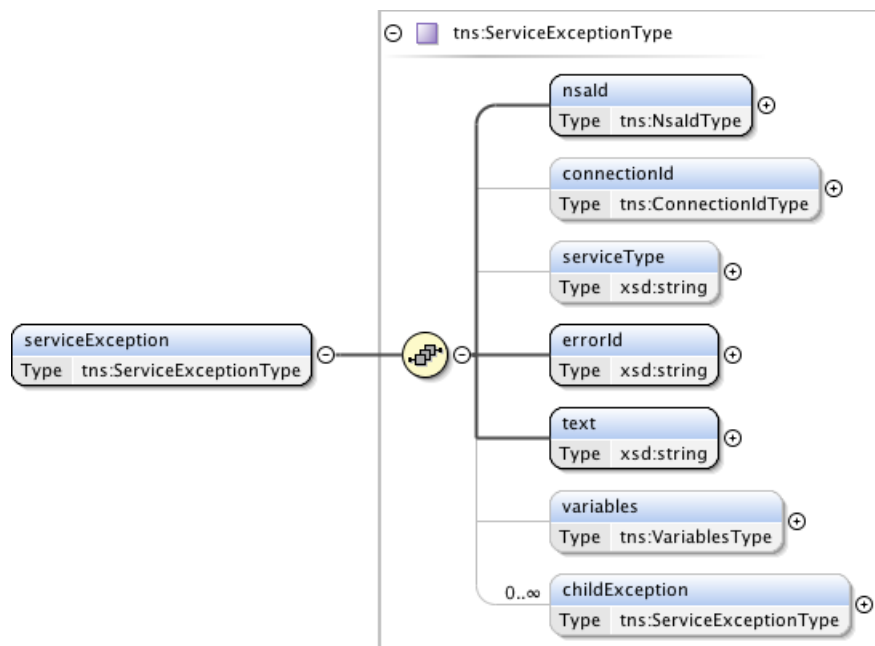 tns:ServiceExceptionType
nsaId
Type tns:NsaIdType
connectionId
Type tns:ConnectionIdType
serviceType
Type xsd:string
serviceException
Type tns:ServiceExceptionType
errorId
Type xsd:string
text
Type xsd:string
variables
Type tns:VariablesType
0..∞
childException
Type tns:ServiceExceptionType